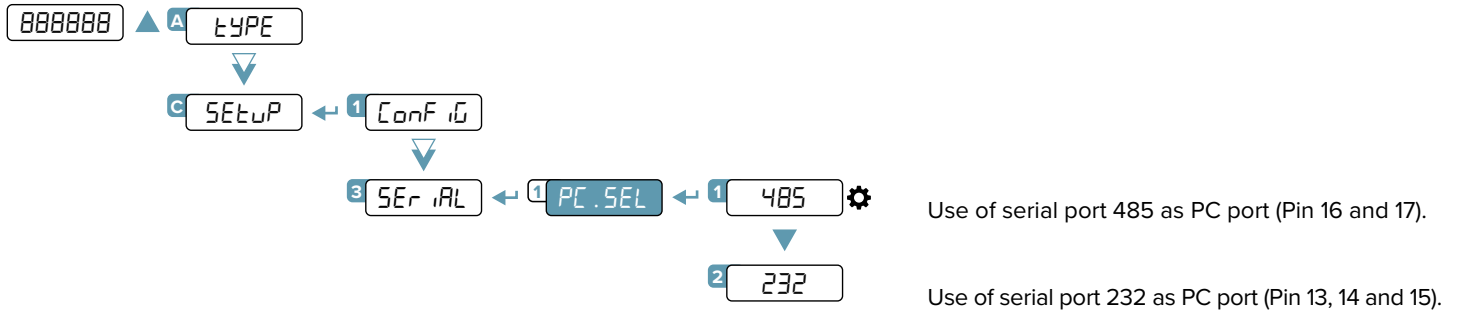 888888 A tYPE
C SEtuP 1 ConFiG
3 SEriAL 1 PC.SEL 1 485
Use of serial port 485 as PC port (Pin 16 and 17).
2 232
Use of serial port 232 as PC port (Pin 13, 14 and 15).